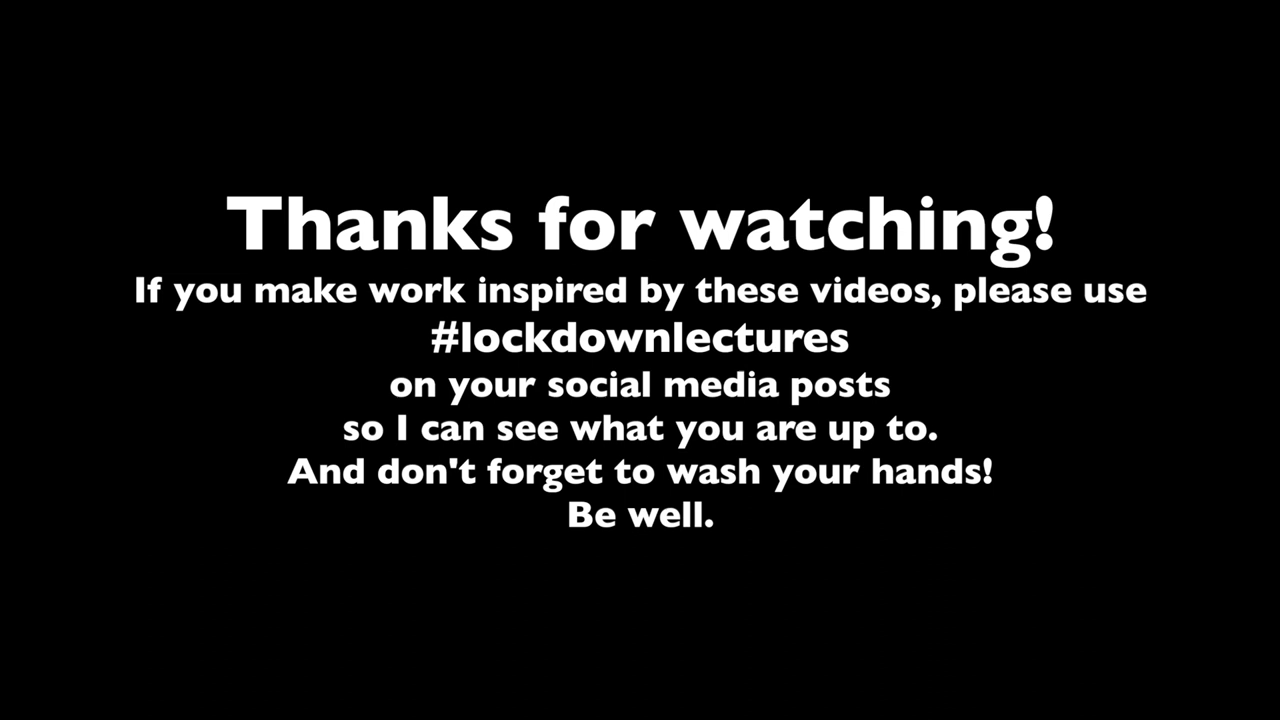 Thanks for watching!
If you make work inspired by these videos, please use
#lockdownlectures
on your social media posts
so I can see what you are up to.
And don't forget to wash your hands!
Be well.